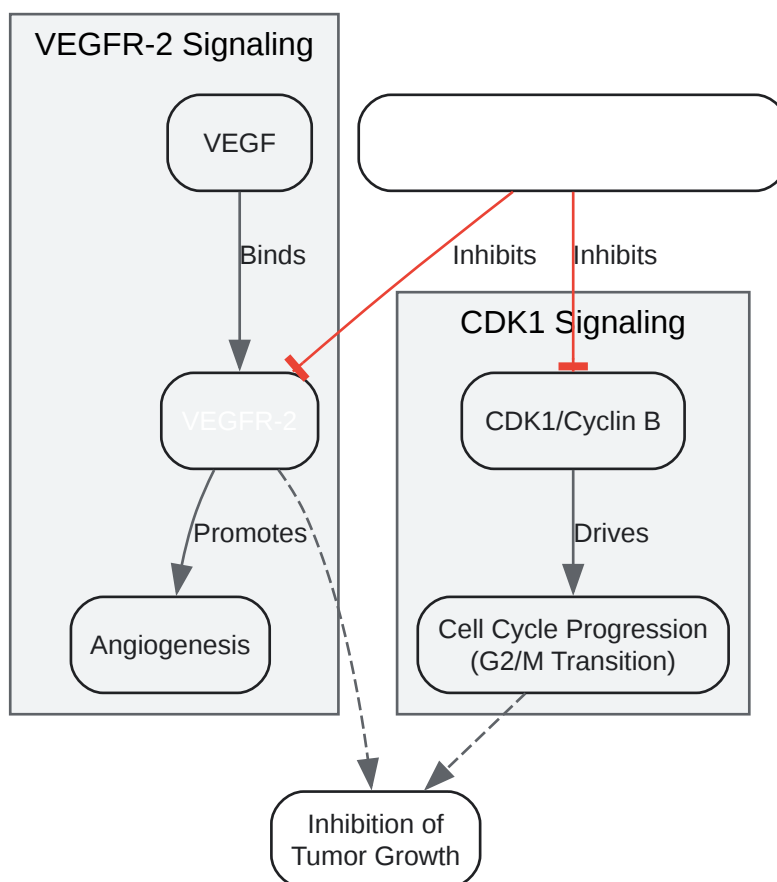 VEGFR-2 Signaling
VEGF
Binds
Inhibits
Inhibits
CDK1 Signaling
VEGFR-2
CDK1/Cyclin B
Promotes
Drives
Angiogenesis
Cell Cycle Progression
(G2/M Transition)
Inhibition of
Tumor Growth